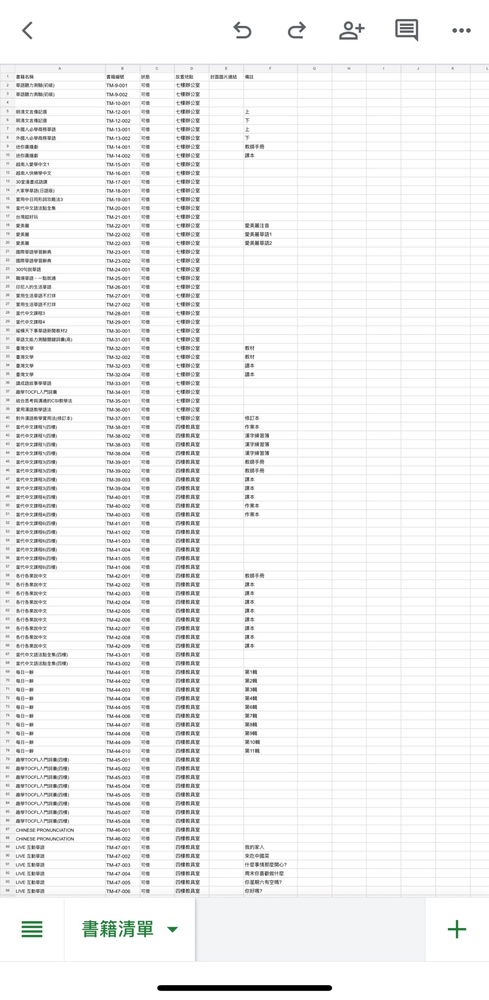 A B C D E F G H I J K L
1 書籍名稱 書籍編號 狀態 放置地點 封面圖片連結 備註
2 華語聽力測驗(初級) TM-9-001 可借 七樓辦公室
3 華語聽力測驗(初級) TM-9-002 可借 七樓辦公室
4 TM-10-001 可借 七樓辦公室
5 明清文言傳記選 TM-12-001 可借 七樓辦公室 上
6 明清文言傳記選 TM-12-002 可借 七樓辦公室 下
7 外國人必學商務華語 TM-13-001 可借 七樓辦公室 上
8 外國人必學商務華語 TM-13-002 可借 七樓辦公室 下
9 迷你廣播劇 TM-14-001 可借 七樓辦公室 教師手冊
10 迷你廣播劇 TM-14-002 可借 七樓辦公室 課本
11 越南人愛學中文1 TM-15-001 可借 七樓辦公室
12 越南人快樂學中文 TM-16-001 可借 七樓辦公室
13 30堂漫畫成語課 TM-17-001 可借 七樓辦公室
14 大家學華語(日語版) TM-18-001 可借 七樓辦公室
15 實用中日同形詞攻略法3 TM-19-001 可借 七樓辦公室
16 當代中文語法點全集 TM-20-001 可借 七樓辦公室
17 台灣超好玩 TM-21-001 可借 七樓辦公室
18 愛美麗 TM-22-001 可借 七樓辦公室 愛美麗注音
19 愛美麗 TM-22-002 可借 七樓辦公室 愛美麗華語1
20 愛美麗 TM-22-003 可借 七樓辦公室 愛美麗華語2
21 國際華語學習辭典 TM-23-001 可借 七樓辦公室
22 國際華語學習辭典 TM-23-002 可借 七樓辦公室
23 300句說華語 TM-24-001 可借 七樓辦公室
24 職場華語，一點就通 TM-25-001 可借 七樓辦公室
25 印尼人的生活華語 TM-26-001 可借 七樓辦公室
26 實用生活華語不打烊 TM-27-001 可借 七樓辦公室
27 實用生活華語不打烊 TM-27-002 可借 七樓辦公室
28 當代中文課程3 TM-28-001 可借 七樓辦公室
29 當代中文課程4 TM-29-001 可借 七樓辦公室
30 縱橫天下事華語新聞教材2 TM-30-001 可借 七樓辦公室
31 華語文能力測驗關鍵詞囊(高) TM-31-001 可借 七樓辦公室
32 臺灣文學 TM-32-001 可借 七樓辦公室 教材
33 臺灣文學 TM-32-002 可借 七樓辦公室 教材
34 臺灣文學 TM-32-003 可借 七樓辦公室 讀本
35 臺灣文學 TM-32-004 可借 七樓辦公室 讀本
36 讀成語故事學華語 TM-33-001 可借 七樓辦公室
37 趣學TOCFL入門詞囊 TM-34-001 可借 七樓辦公室
38 結合思考與溝通的CSI教學法 TM-35-001 可借 七樓辦公室
39 實用漢語教學語法 TM-36-001 可借 七樓辦公室
40 對外漢語教學實用法(修訂本) TM-37-001 可借 七樓辦公室 修訂本
41 當代中文課程1(四樓) TM-38-001 可借 四樓教具室 作業本
42 當代中文課程1(四樓) TM-38-002 可借 四樓教具室 漢字練習簿
43 當代中文課程1(四樓) TM-38-003 可借 四樓教具室 漢字練習簿
44 當代中文課程1(四樓) TM-38-004 可借 四樓教具室 漢字練習簿
45 當代中文課程3(四樓) TM-39-001 可借 四樓教具室 教師手冊
46 當代中文課程3(四樓) TM-39-002 可借 四樓教具室 教師手冊
47 當代中文課程3(四樓) TM-39-003 可借 四樓教具室 課本
48 當代中文課程3(四樓) TM-39-004 可借 四樓教具室 課本
49 當代中文課程4(四樓) TM-40-001 可借 四樓教具室 課本
50 當代中文課程4(四樓) TM-40-002 可借 四樓教具室 作業本
51 當代中文課程4(四樓) TM-40-003 可借 四樓教具室 作業本
52 當代中文課程6(四樓) TM-41-001 可借 四樓教具室
53 當代中文課程6(四樓) TM-41-002 可借 四樓教具室
54 當代中文課程6(四樓) TM-41-003 可借 四樓教具室
55 當代中文課程6(四樓) TM-41-004 可借 四樓教具室
56 當代中文課程6(四樓) TM-41-005 可借 四樓教具室
57 當代中文課程6(四樓) TM-41-006 可借 四樓教具室
58 各行各業說中文 TM-42-001 可借 四樓教具室 教師手冊
59 各行各業說中文 TM-42-002 可借 四樓教具室 課本
60 各行各業說中文 TM-42-003 可借 四樓教具室 課本
61 各行各業說中文 TM-42-004 可借 四樓教具室 課本
62 各行各業說中文 TM-42-005 可借 四樓教具室 課本
63 各行各業說中文 TM-42-006 可借 四樓教具室 課本
64 各行各業說中文 TM-42-007 可借 四樓教具室 課本
65 各行各業說中文 TM-42-008 可借 四樓教具室 課本
66 各行各業說中文 TM-42-009 可借 四樓教具室 課本
67 當代中文語法點全集(四樓) TM-43-001 可借 四樓教具室
68 當代中文語法點全集(四樓) TM-43-002 可借 四樓教具室
69 每日一辭 TM-44-001 可借 四樓教具室 第1輯
70 每日一辭 TM-44-002 可借 四樓教具室 第2輯
71 每日一辭 TM-44-003 可借 四樓教具室 第3輯
72 每日一辭 TM-44-004 可借 四樓教具室 第4輯
73 每日一辭 TM-44-005 可借 四樓教具室 第6輯
74 每日一辭 TM-44-006 可借 四樓教具室 第7輯
75 每日一辭 TM-44-007 可借 四樓教具室 第8輯
76 每日一辭 TM-44-008 可借 四樓教具室 第9輯
77 每日一辭 TM-44-009 可借 四樓教具室 第10輯
78 每日一辭 TM-44-010 可借 四樓教具室 第11輯
79 趣學TOCFL入門詞囊(四樓) TM-45-001 可借 四樓教具室
80 趣學TOCFL入門詞囊(四樓) TM-45-002 可借 四樓教具室
81 趣學TOCFL入門詞囊(四樓) TM-45-003 可借 四樓教具室
82 趣學TOCFL入門詞囊(四樓) TM-45-004 可借 四樓教具室
83 趣學TOCFL入門詞囊(四樓) TM-45-005 可借 四樓教具室
84 趣學TOCFL入門詞囊(四樓) TM-45-006 可借 四樓教具室
85 趣學TOCFL入門詞囊(四樓) TM-45-007 可借 四樓教具室
86 趣學TOCFL入門詞囊(四樓) TM-45-008 可借 四樓教具室
87 CHINESE PRONUNCIATION TM-46-001 可借 四樓教具室
88 CHINESE PRONUNCIATION TM-46-002 可借 四樓教具室
89 LIVE 互動華語 TM-47-001 可借 四樓教具室 我的家人
90 LIVE 互動華語 TM-47-002 可借 四樓教具室 來吃中國菜
91 LIVE 互動華語 TM-47-003 可借 四樓教具室 什麼事情那麼開心?
92 LIVE 互動華語 TM-47-004 可借 四樓教具室 周末你喜歡做什麼
93 LIVE 互動華語 TM-47-005 可借 四樓教具室 你星期六有空嗎?
94 LIVE 互動華語 TM-47-006 可借 四樓教具室 你好嗎?
書籍清單